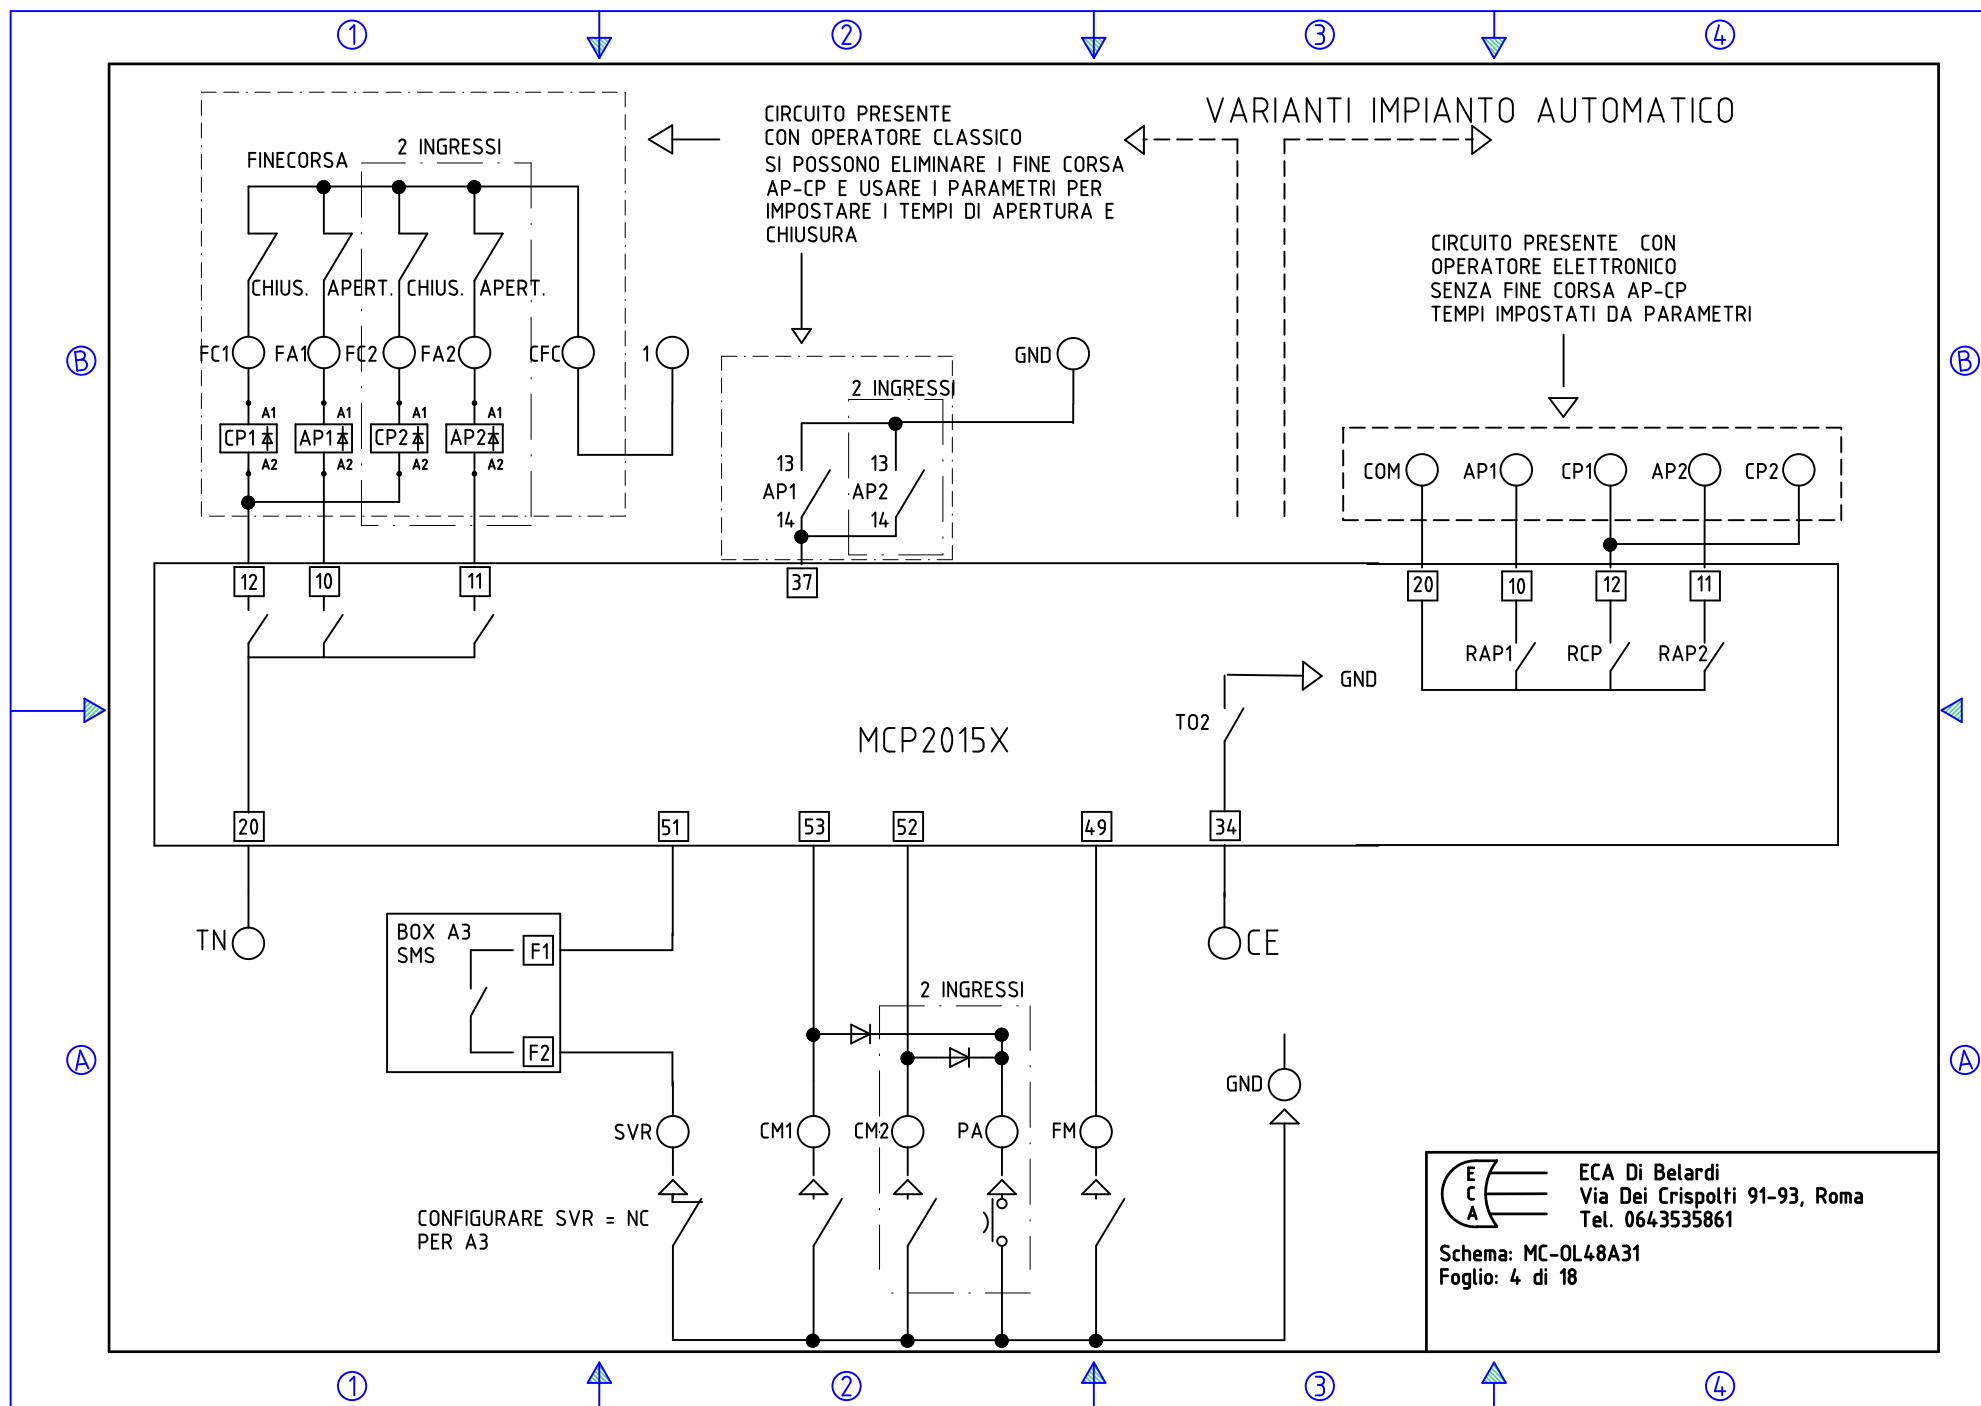 1
2
3
4
VARIANTI IMPIANTO AUTOMATICO
CIRCUITO PRESENTE
CON OPERATORE CLASSICO
SI POSSONO ELIMINARE I FINE CORSA
AP-CP E USARE I PARAMETRI PER
IMPOSTARE I TEMPI DI APERTURA E
CHIUSURA
2 INGRESSI
FINECORSA
CIRCUITO PRESENTE CON
OPERATORE ELETTRONICO
SENZA FINE CORSA AP-CP
TEMPI IMPOSTATI DA PARAMETRI
CHIUS. APERT. CHIUS. APERT.
B
FC1 FA1 FC2 FA2 CFC 1
GND
B
2 INGRESSI
A1 A1 A1 A1
CP1 AP1 CP2 AP2
A2 A2 A2 A2
13 13
AP1 AP2
14 14
COM AP1 CP1 AP2 CP2
12 10 11
37
20 10 12 11
RAP1 RCP RAP2
GND
TO2
MCP2015X
20 51 53 52 49 34
TN
BOX A3
SMS
F1
F2
CE
2 INGRESSI
A
A
GND
SVR CM1 CM2 PA FM
CONFIGURARE SVR = NC
PER A3
E
C
A
ECA Di Belardi
Via Dei Crispolti 91-93, Roma
Tel. 0643535861
Schema: MC-OL48A31
Foglio: 4 di 18
1
2
3
4